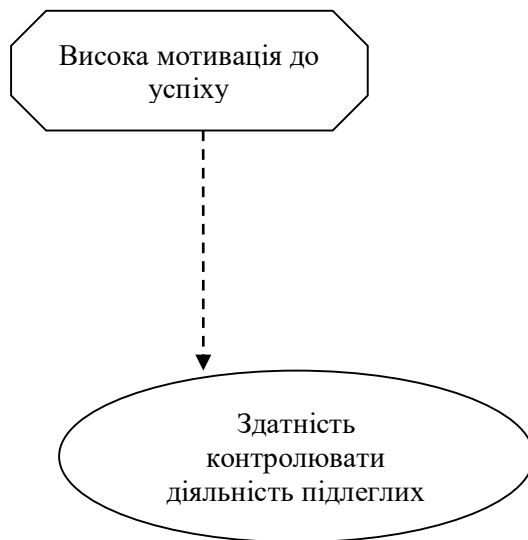 Висока мотивація до
успіху
Здатність
контролювати
діяльність підлеглих